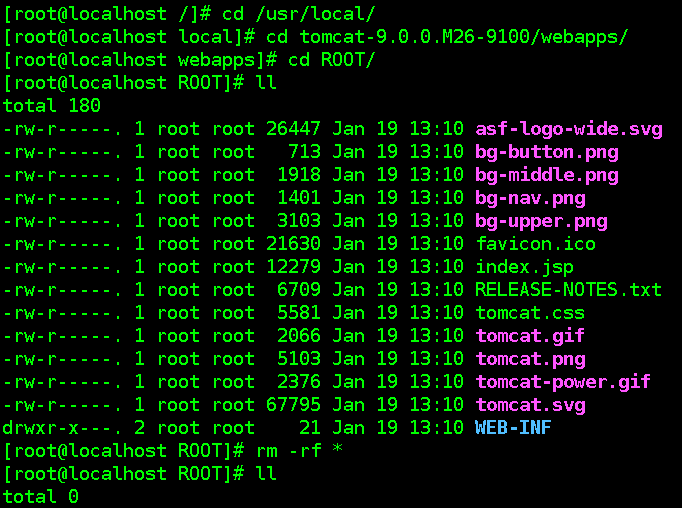 [root@localhost /]# cd /usr/local/
[root@localhost local]# cd tomcat-9.0.0.M26-9100/webapps/
[root@localhost webapps]# cd ROOT/
[root@localhost ROOT]# ll
total 180
-rw-r-----. 1 root root 26447 Jan 19 13:10 asf-logo-wide.svg
-rw-r-----. 1 root root   713 Jan 19 13:10 bg-button.png
-rw-r-----. 1 root root  1918 Jan 19 13:10 bg-middle.png
-rw-r-----. 1 root root  1401 Jan 19 13:10 bg-nav.png
-rw-r-----. 1 root root  3103 Jan 19 13:10 bg-upper.png
-rw-r-----. 1 root root 21630 Jan 19 13:10 favicon.ico
-rw-r-----. 1 root root 12279 Jan 19 13:10 index.jsp
-rw-r-----. 1 root root  6709 Jan 19 13:10 RELEASE-NOTES.txt
-rw-r-----. 1 root root  5581 Jan 19 13:10 tomcat.css
-rw-r-----. 1 root root  2066 Jan 19 13:10 tomcat.gif
-rw-r-----. 1 root root  5103 Jan 19 13:10 tomcat.png
-rw-r-----. 1 root root  2376 Jan 19 13:10 tomcat-power.gif
-rw-r-----. 1 root root 67795 Jan 19 13:10 tomcat.svg
drwxr-x---. 2 root root    21 Jan 19 13:10 WEB-INF
[root@localhost ROOT]# rm -rf *
[root@localhost ROOT]# ll
total 0